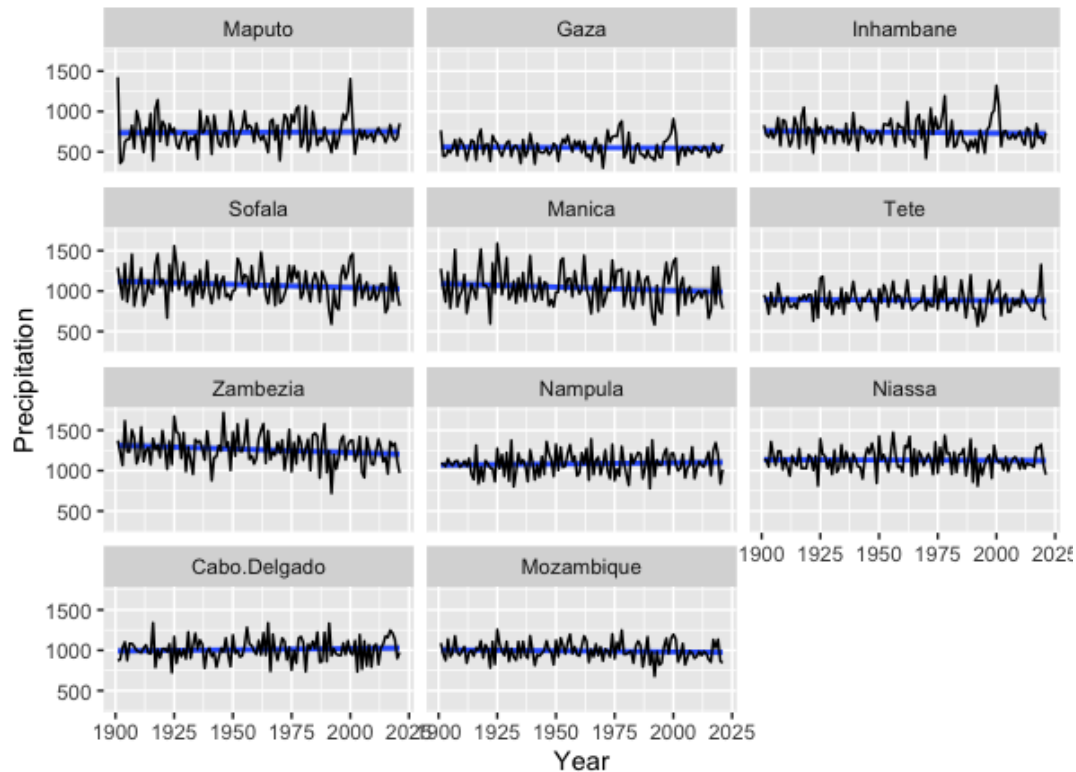 Maputo Gaza Inhambane
1500
1000
500
Sofala Manica Tete
1500
1000
500
Precipitation
Zambezia Nampula Niassa
1500
1000
500
1900 1925 1950 1975 2000 2025
Cabo.Delgado Mozambique
1500
1000
500
1900 1925 1950 1975 2000 2025 1900 1925 1950 1975 2000 2025
Year